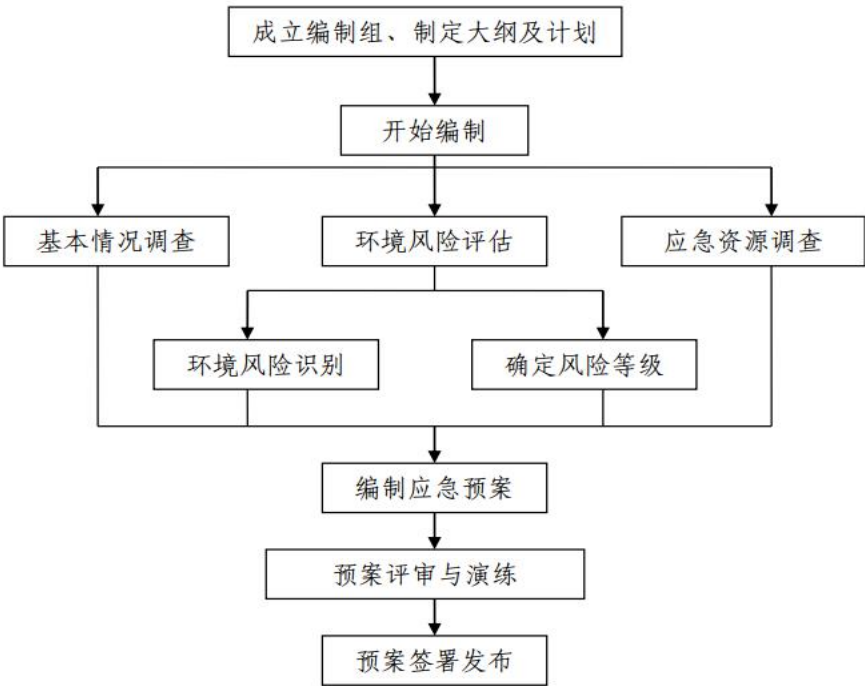 成立编制组、制定大纲及计划
开始编制
基本情况调查
环境风险评估
应急资源调查
环境风险识别
确定风险等级
编制应急预案
预案评审与演练
预案签署发布